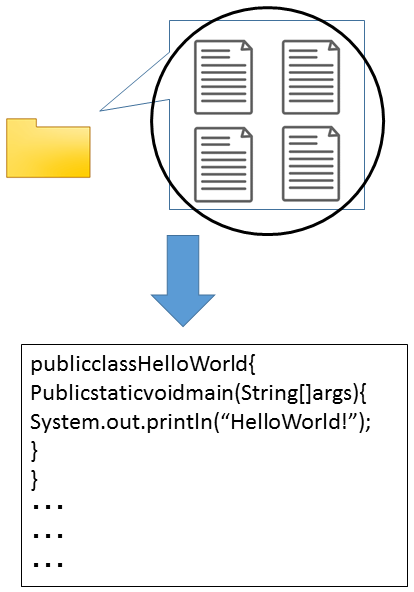 publicclassHelloWorld{
Publicstaticvoidmain(String[]args){
System.out.println(“HelloWorld!”);
}
}
...
...
...